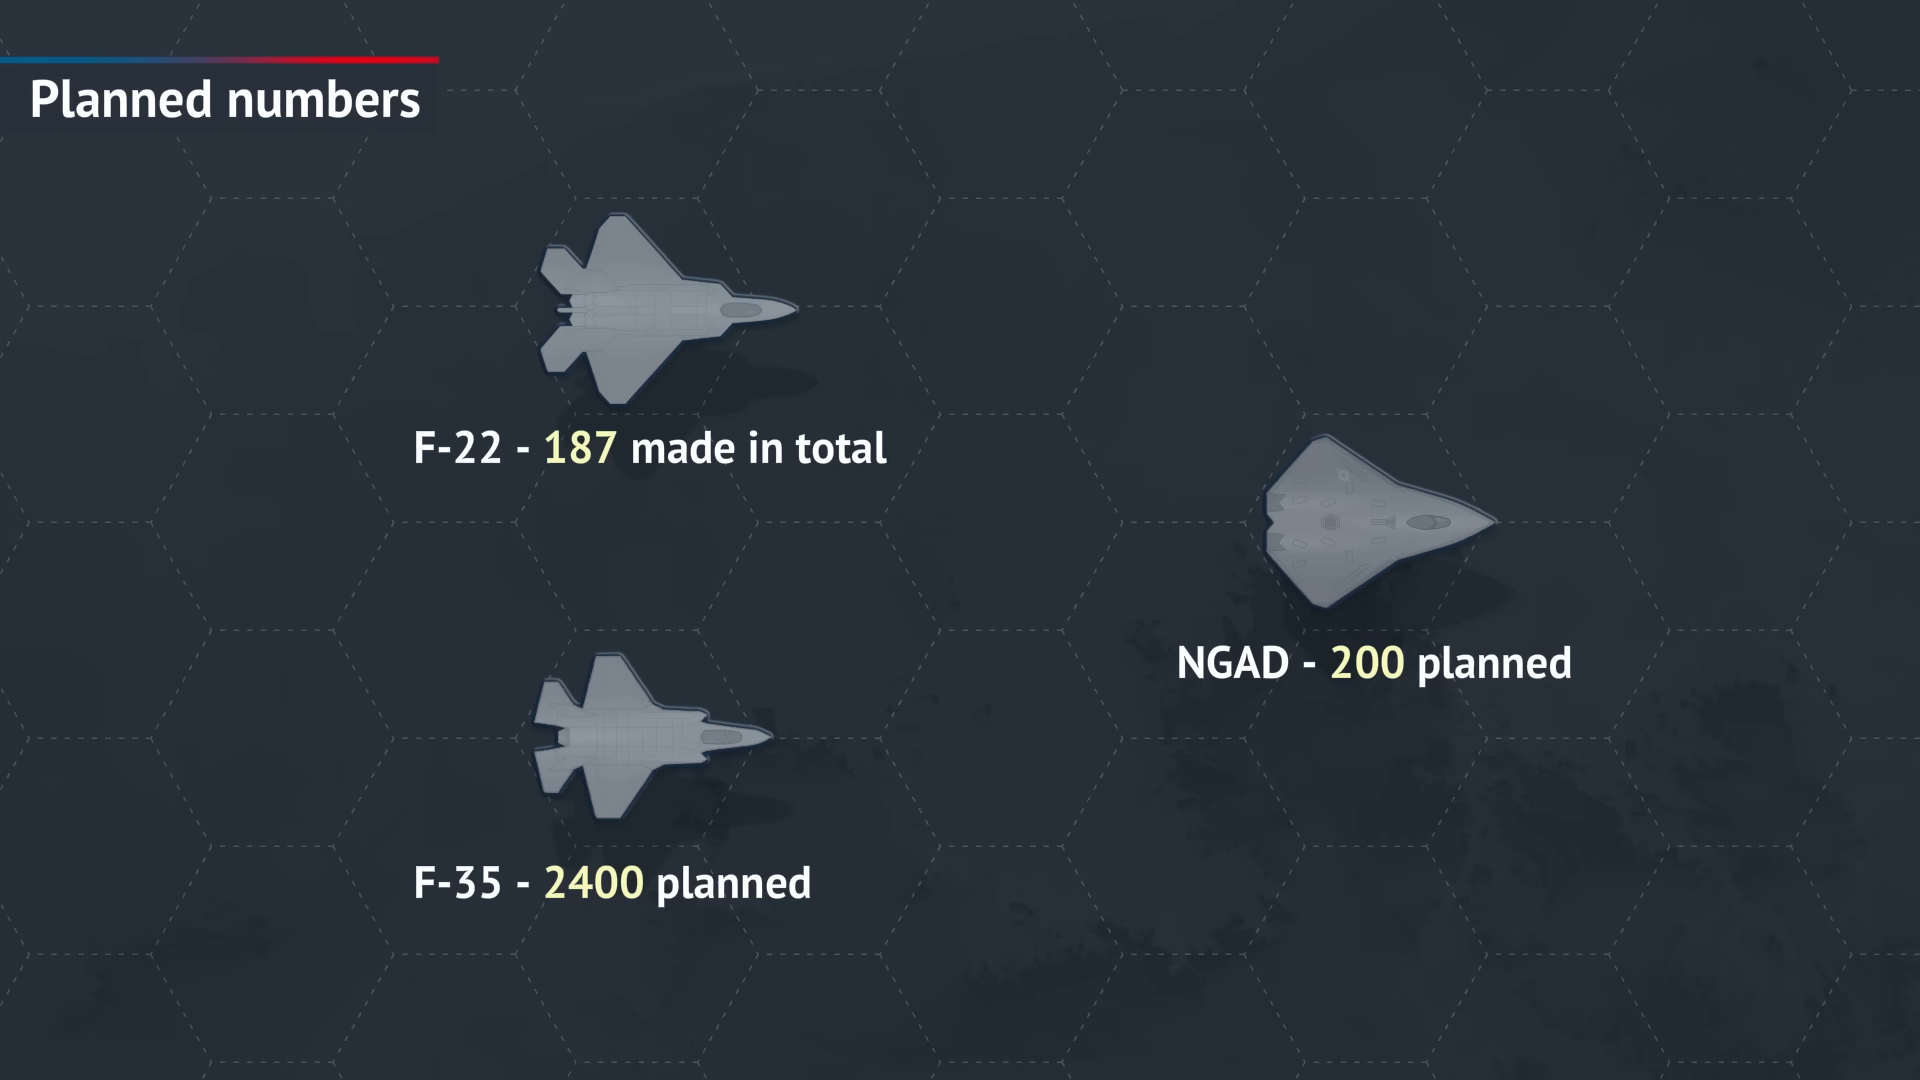 Planned numbers
F-22 - 187 made in total
NGAD - 200 planned
F-35 - 2400 planned